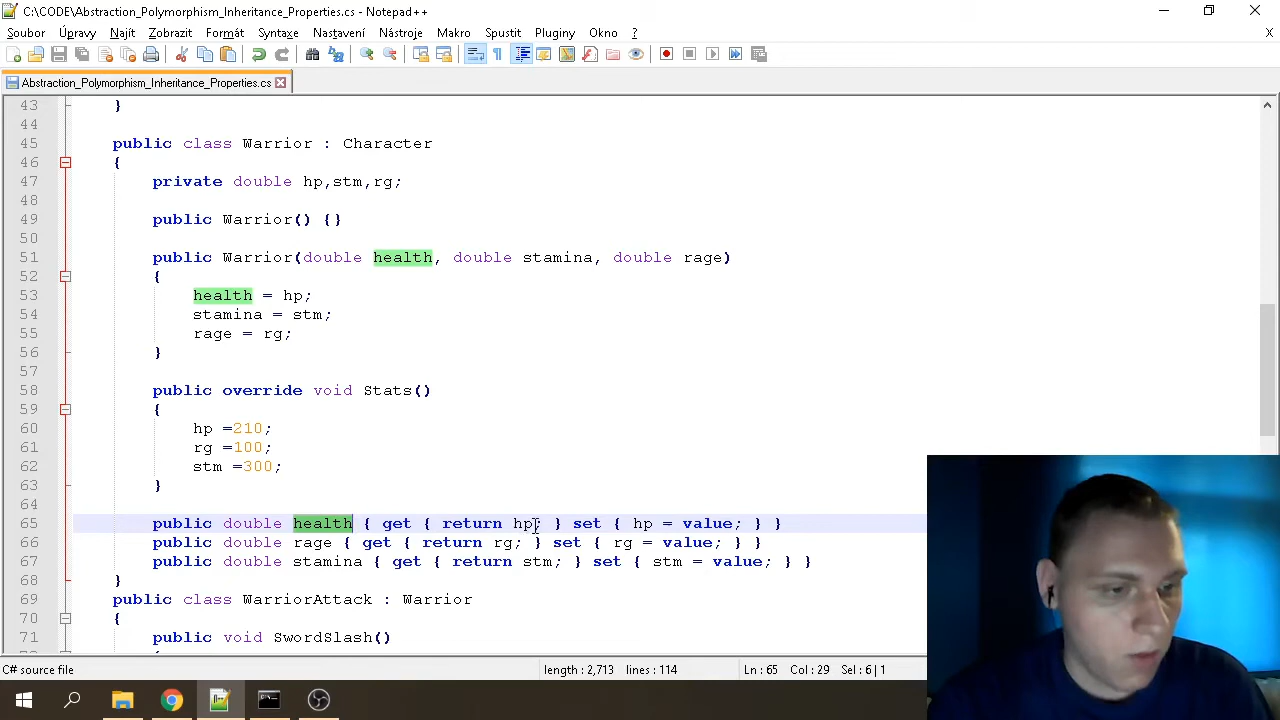 C:\CODE\Abstraction_Polymorphism_Inheritance_Properties.cs - Notepad++
Soubor Úpravy Najít Zobrazit Formát Syntaxe Nastavení Nástroje Makro Spustit Pluginy Okno ? X
Abstraction_Polymorphism_Inheritance_Properties.cs
43 }
44
45 public class Warrior : Character
46 {
47 private double hp,stm,rg;
48
49 public Warrior() {}
50
51 public Warrior(double health, double stamina, double rage)
52 {
53 health = hp;
54 stamina = stm;
55 rage = rg;
56 }
57
58 public override void Stats()
59 {
60 hp =210;
61 rg =100;
62 stm =300;
63 }
64
65 public double health { get { return hp; } set { hp = value; } }
66 public double rage { get { return rg; } set { rg = value; } }
67 public double stamina { get { return stm; } set { stm = value; } }
68 }
69 public class WarriorAttack : Warrior
70 {
71 public void SwordSlash()
C# source file length : 2,713 lines : 114 Ln : 65 Col : 29 Sel : 6 | 1